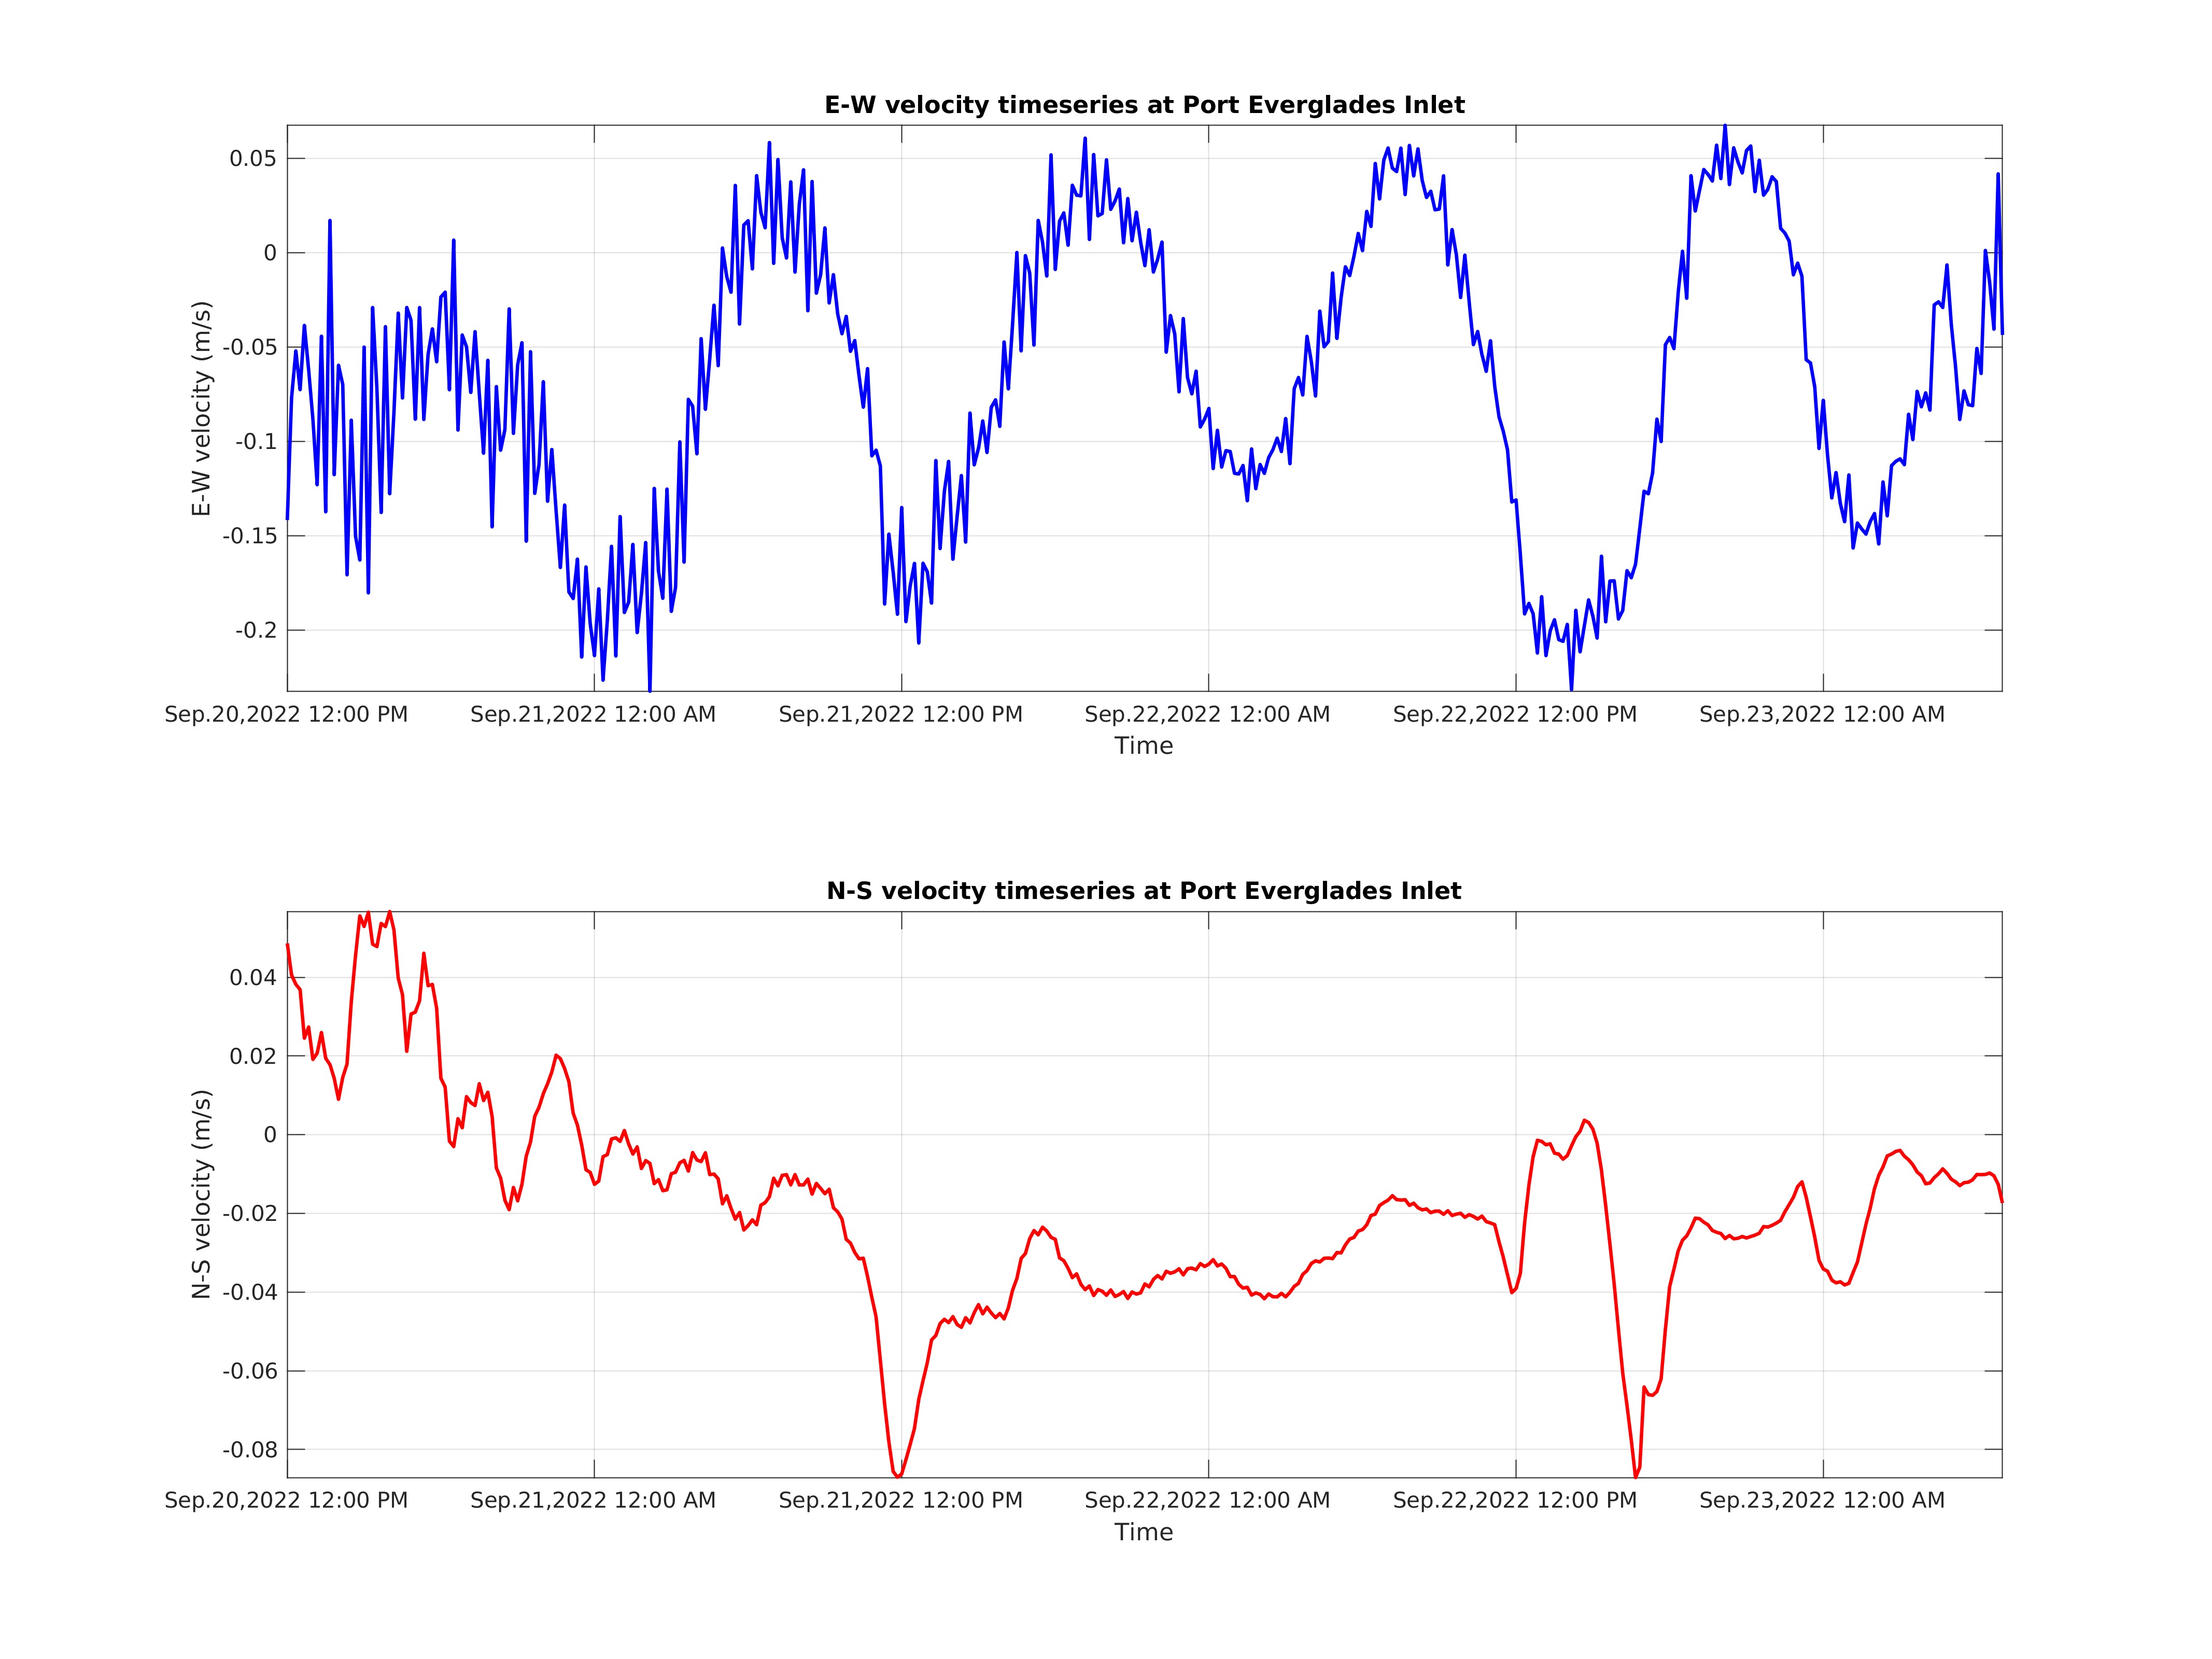 E-W velocity timeseries at Port Everglades Inlet
E-W velocity (m/s)
0.05
0
-0.05
-0.1
-0.15
-0.2
Sep.20,2022 12:00 PM Sep.21,2022 12:00 AM Sep.21,2022 12:00 PM Sep.22,2022 12:00 AM Sep.22,2022 12:00 PM Sep.23,2022 12:00 AM
Time
N-S velocity timeseries at Port Everglades Inlet
N-S velocity (m/s)
0.04
0.02
0
-0.02
-0.04
-0.06
-0.08
Sep.20,2022 12:00 PM Sep.21,2022 12:00 AM Sep.21,2022 12:00 PM Sep.22,2022 12:00 AM Sep.22,2022 12:00 PM Sep.23,2022 12:00 AM
Time